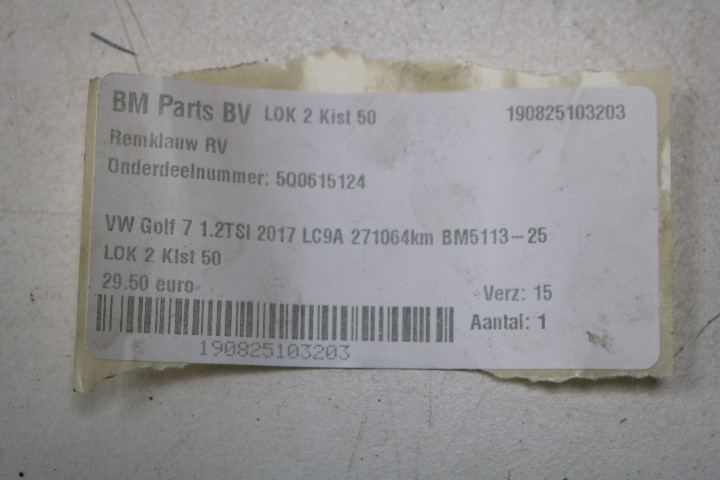 BM Parts BV LOK 2 Kist 50 190825103203
Remklauw RV
Onderdeelnummer: 5Q0615124
VW Golf 7 1.2TSI 2017 LC9A 271064km BM5113-25
LOK 2 Kist 50
29.50 euro
Verz: 15
Aantal: 1
190825103203